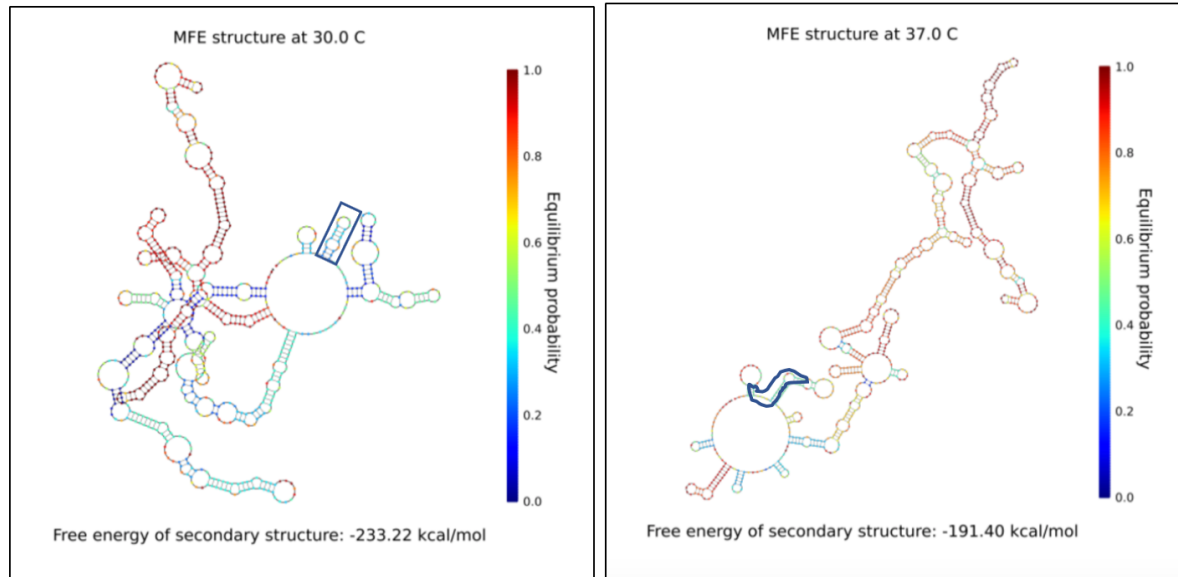 MFE structure at 30.0 C
1.0
0.8
0.6
0.4
0.2
0.0
Equilibrium probability
Free energy of secondary structure: -233.22 kcal/mol
MFE structure at 37.0 C
1.0
0.8
0.6
0.4
0.2
0.0
Equilibrium probability
Free energy of secondary structure: -191.40 kcal/mol